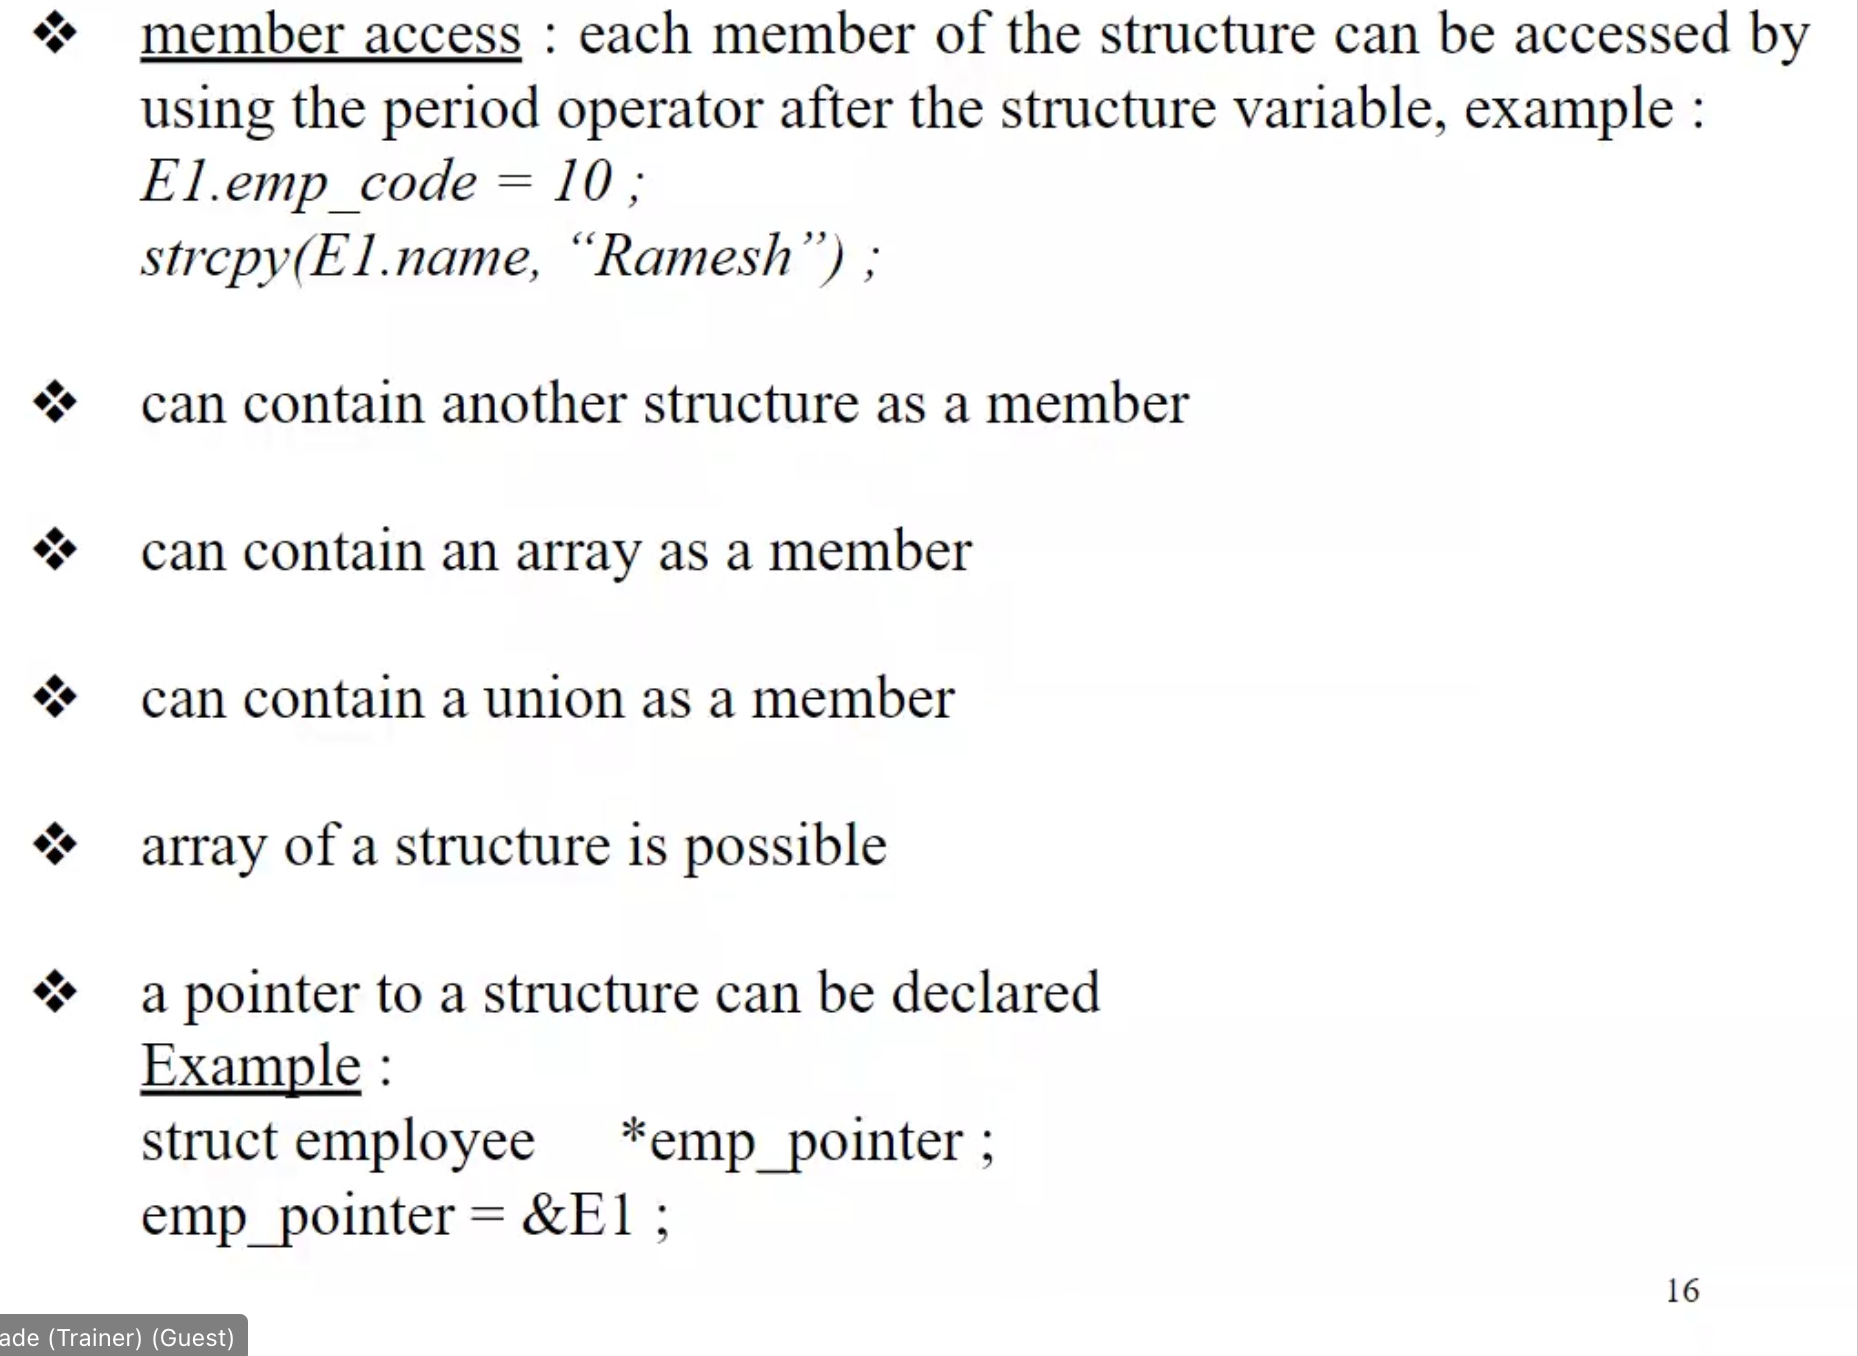 ❖ member access : each member of the structure can be accessed by
using the period operator after the structure variable, example :
E1.emp_code = 10 ;
strcpy(E1.name, “Ramesh”) ;
❖ can contain another structure as a member
❖ can contain an array as a member
❖ can contain a union as a member
❖ array of a structure is possible
❖ a pointer to a structure can be declared
Example :
struct employee *emp_pointer ;
emp_pointer = &E1 ;
16
ade (Trainer) (Guest)